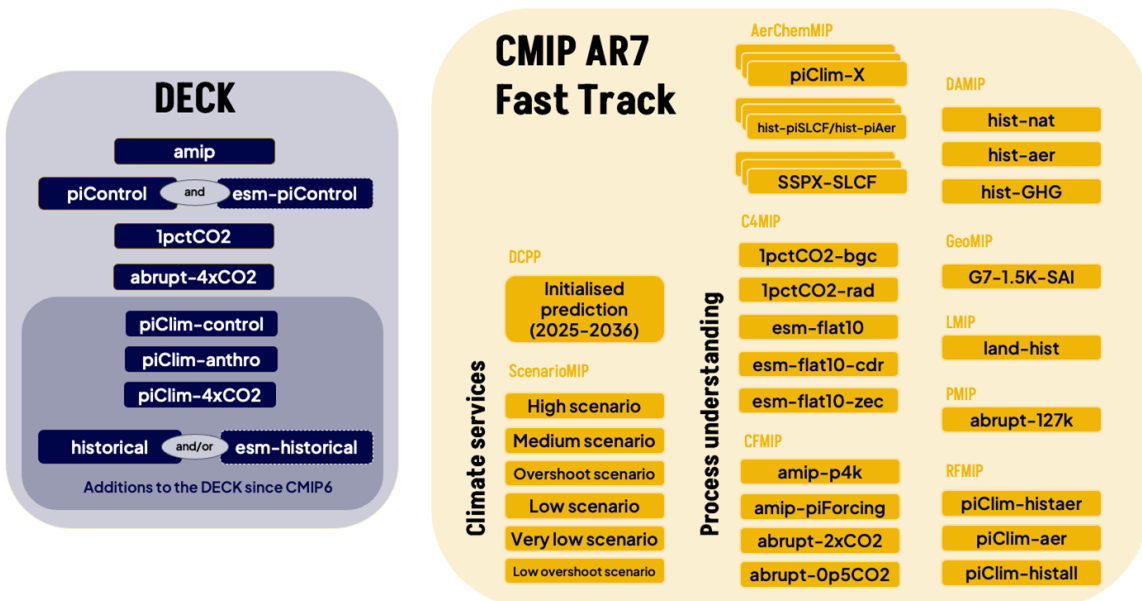 DECK
amip
piControl and esm-piControl
1pctCO2
abrupt-4xCO2
piClim-control
piClim-anthro
piClim-4xCO2
historical and/or esm-historical
Additions to the DECK since CMIP6
CMIP AR7
Fast Track
Climate services
DCPP
Initialised
prediction
(2025-2036)
ScenarioMIP
High scenario
Medium scenario
Overshoot scenario
Low scenario
Very low scenario
Low overshoot scenario
Process understanding
AerChemMIP
piClim-X
hist-piSLCF/hist-piAer
SSPX-SLCF
C4MIP
1pctCO2-bgc
1pctCO2-rad
esm-flat10
esm-flat10-cdr
esm-flat10-zec
CFMIP
amip-p4k
amip-piForcing
abrupt-2xCO2
abrupt-0p5CO2
DAMIP
hist-nat
hist-aer
hist-GHG
GeoMIP
G7-1.5K-SAI
LMIP
land-hist
PMIP
abrupt-127k
RFMIP
piClim-histaer
piClim-aer
piClim-histall